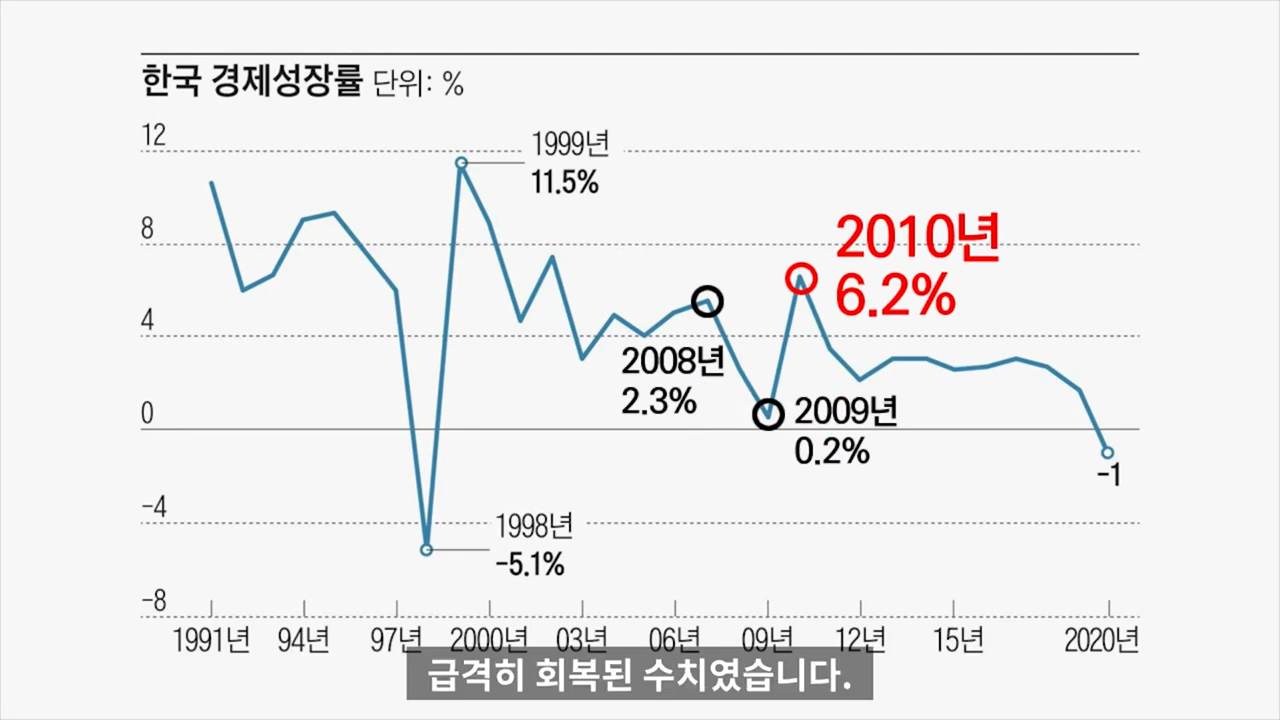 한국 경제성장률 단위: %
12
8
4
0
-4
-8
1999년
11.5%
2010년
6.2%
2008년
2.3%
2009년
0.2%
-1
1998년
-5.1%
1991년 94년 97년 2000년 03년 06년 09년 12년 15년 2020년
급격히 회복된 수치였습니다.